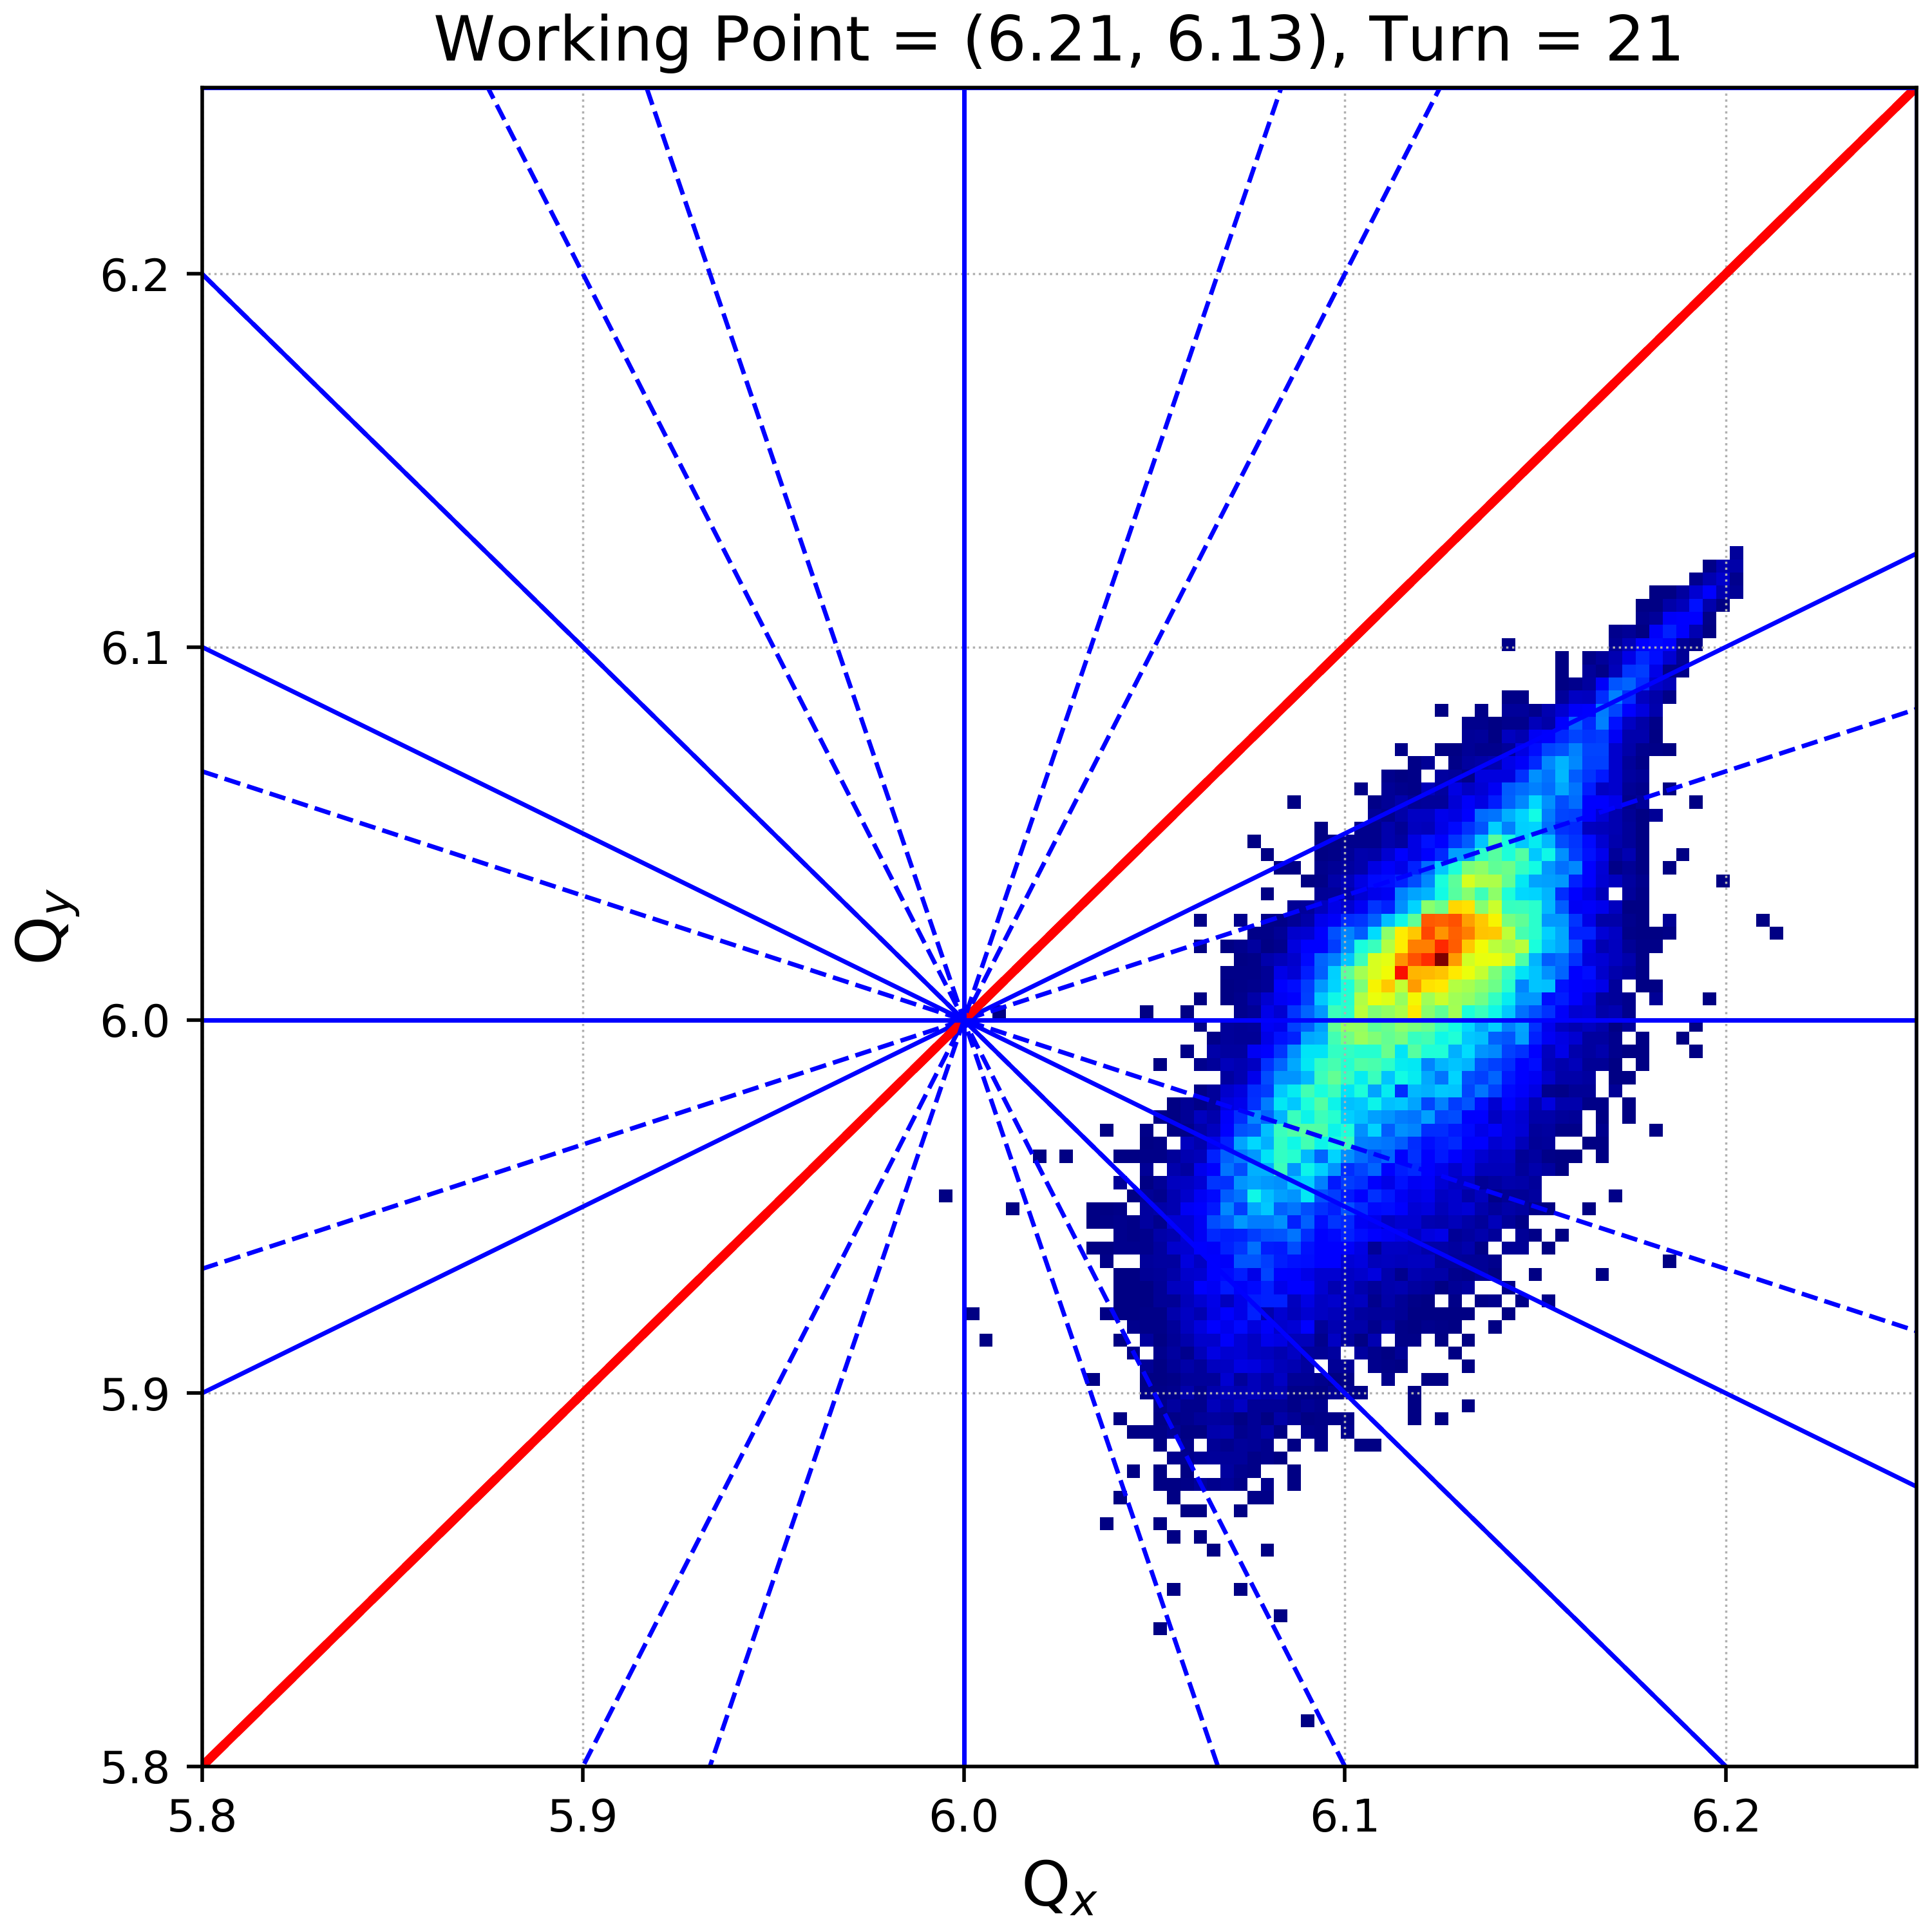 Working Point = (6.21, 6.13), Turn = 21
6.2
6.1
6.0
5.9
5.8
Qy
5.8 5.9 6.0 6.1 6.2
Qx